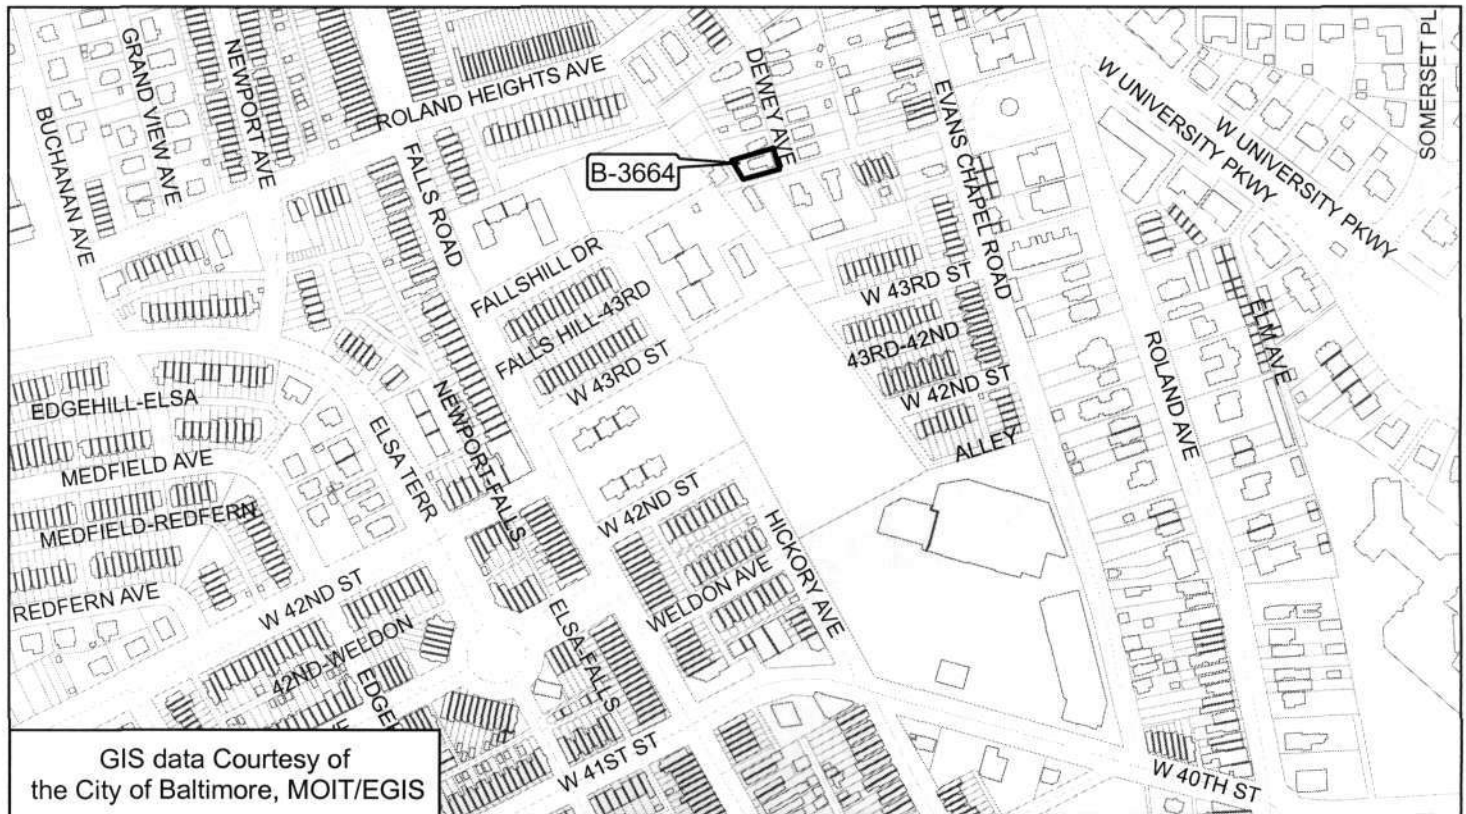 BUCHANAN AVE
GRAND VIEW AVE
NEWPORT AVE
ROLAND HEIGHTS AVE
FALLS ROAD
DEWEY AVE
B-3664
EVANS CHAPEL ROAD
W UNIVERSITY PKWY
W UNIVERSITY PKWY
SOMERSET PL
FALLSHILL DR
FALLS HILL-43RD
W 43RD ST
W 43RD ST
43RD-42ND
W 42ND ST
ALLEY
ROLAND AVE
ELM AVE
EDGEHILL-ELSA
MEDFIELD AVE
MEDFIELD-REDFERN
REDFERN AVE
ELSA TERR
NEWPORT-FALLS
W 42ND ST
W 42ND ST
42ND-WELDON
WELDON AVE
HICKORY AVE
ELSA-FALLS
W 41ST ST
W 40TH ST
GIS data Courtesy of
the City of Baltimore, MOIT/EGIS